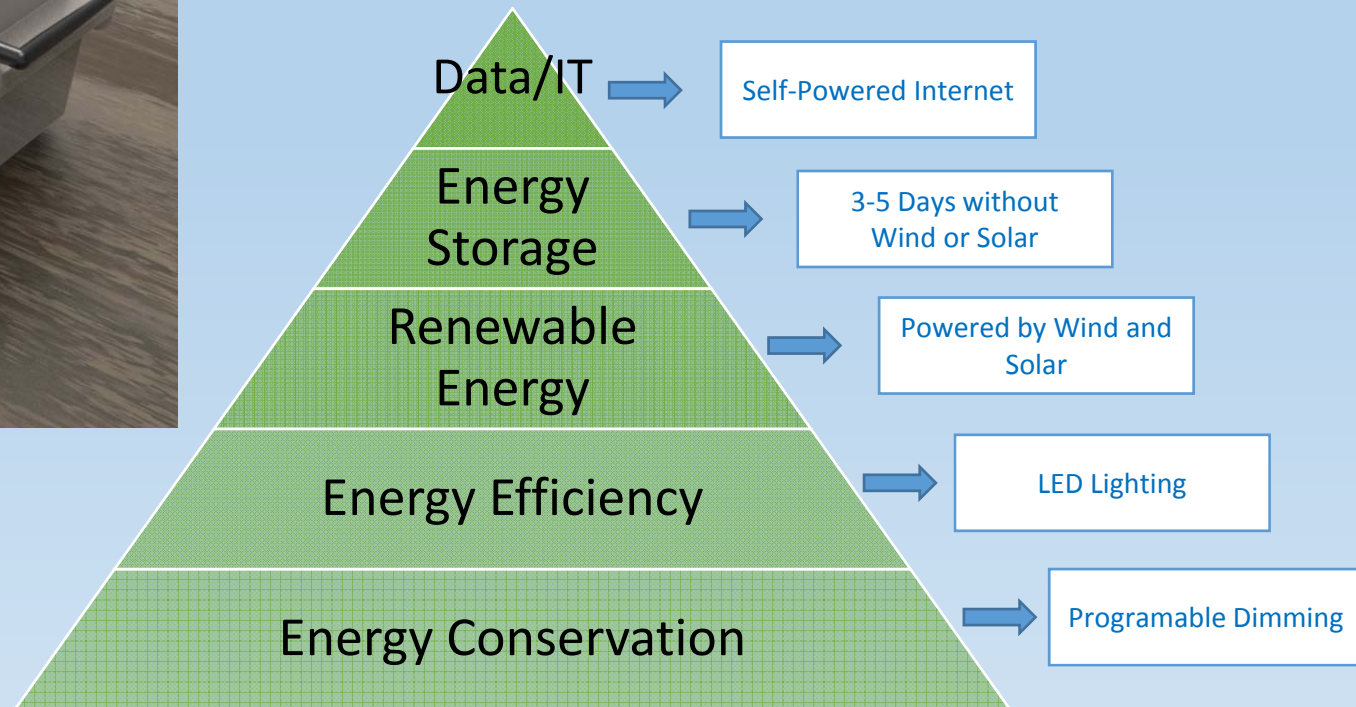 Data/IT
Self-Powered Internet
Energy
Storage
3-5 Days without
Wind or Solar
Renewable
Energy
Powered by Wind and
Solar
Energy Efficiency
LED Lighting
Energy Conservation
Programable Dimming